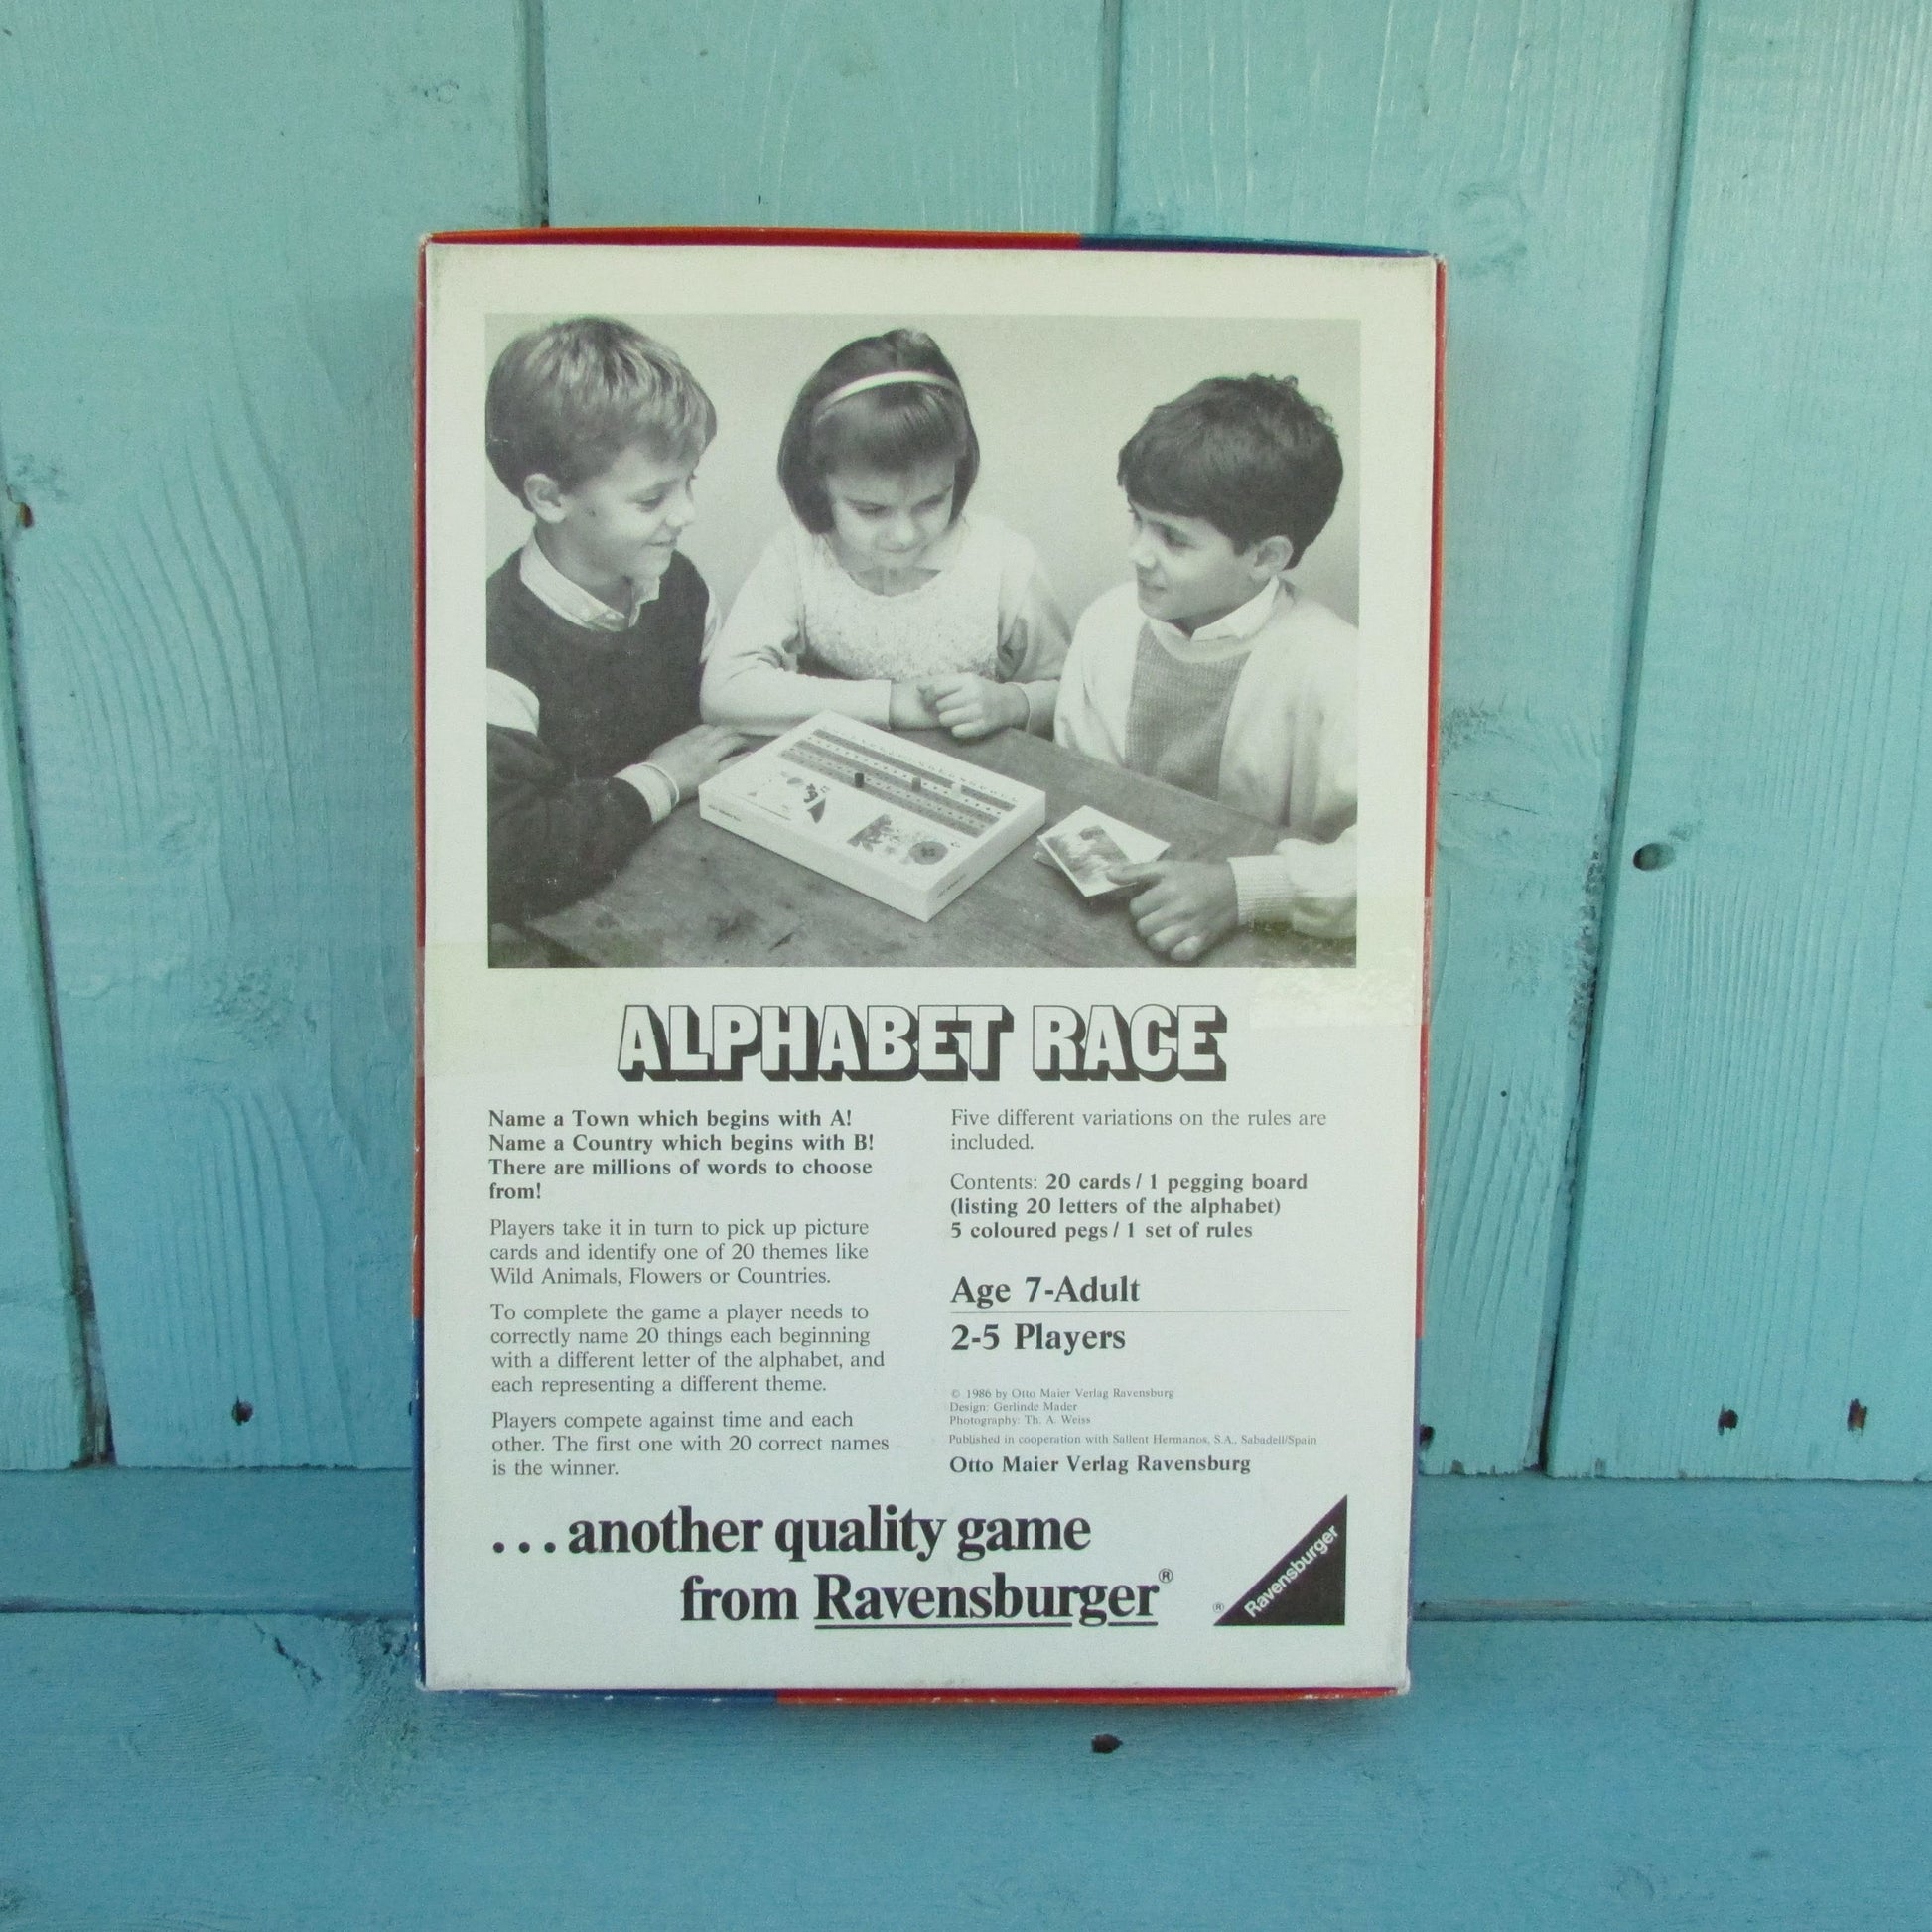 ALPHABET RACE
Name a Town which begins with A!
Name a Country which begins with B!
There are millions of words to choose
from!
Players take it in turn to pick up picture
cards and identify one of 20 themes like
Wild Animals, Flowers or Countries.
To complete the game a player needs to
correctly name 20 things each beginning
with a different letter of the alphabet, and
each representing a different theme.
Players compete against time and each
other. The first one with 20 correct names
is the winner.
Five different variations on the rules are
included.
Contents: 20 cards / 1 pegging board
(listing 20 letters of the alphabet)
5 coloured pegs / 1 set of rules
Age 7-Adult
2-5 Players
© 1986 by Otto Maier Verlag Ravensburg
Design: Gerlinde Mader
Photography: Th. A. Weiss
Published in cooperation with Sallent Hermanos, S.A., Sabadell/Spain
Otto Maier Verlag Ravensburg
...another quality game
from Ravensburger®
® Ravensburger